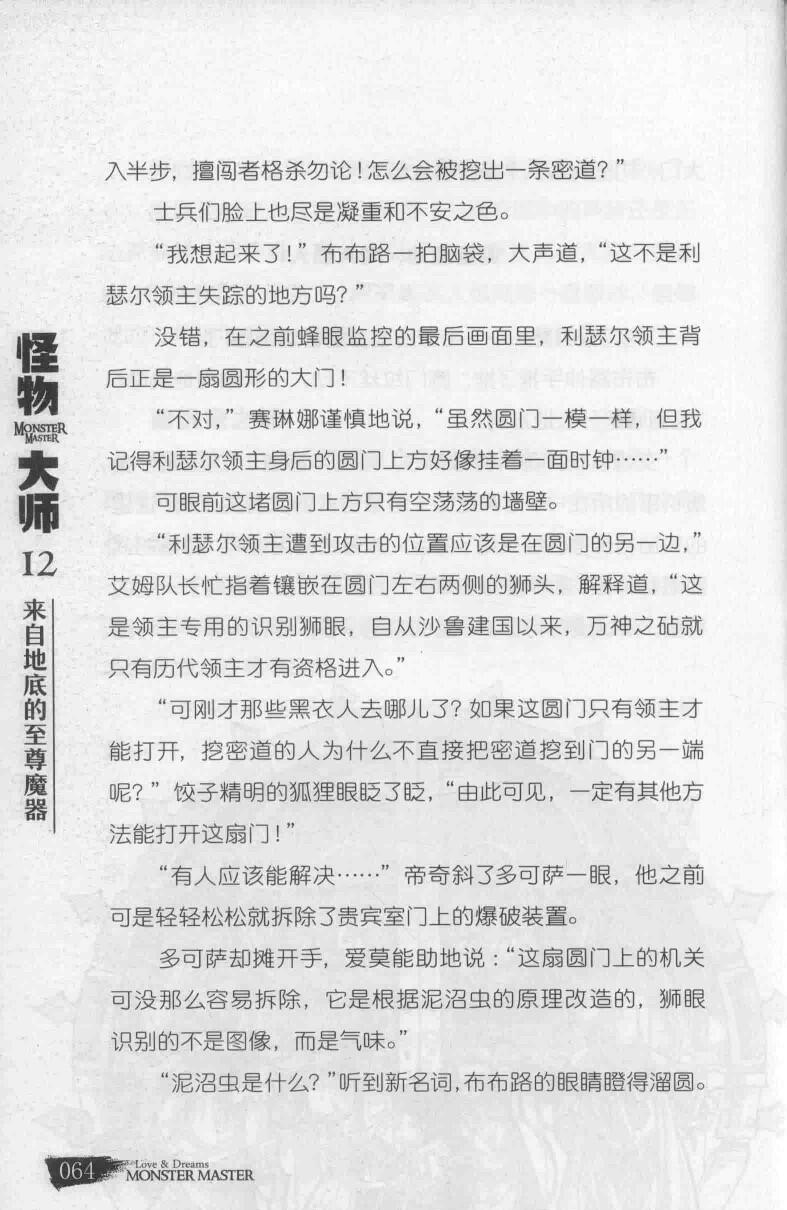 入半步，擅闯者格杀勿论！怎么会被挖出一条密道？”
士兵们脸上也尽是凝重和不安之色。
“我想起来了！”布布路一拍脑袋，大声道，“这不是利
瑟尔领主失踪的地方吗？”
没错，在之前蜂眼监控的最后画面里，利瑟尔领主背
后正是一扇圆形的大门！
“不对，”赛琳娜谨慎地说，“虽然圆门一模一样，但我
记得利瑟尔领主身后的圆门上方好像挂着一面时钟……”
可眼前这堵圆门上方只有空荡荡的墙壁。
“利瑟尔领主遭到攻击的位置应该是在圆门的另一边，”
艾姆队长忙指着镶嵌在圆门左右两侧的狮头，解释道，“这
是领主专用的识别狮眼，自从沙鲁建国以来，万神之砧就
只有历代领主才有资格进入。”
“可刚才那些黑衣人去哪儿了？如果这圆门只有领主才
能打开，挖密道的人为什么不直接把密道挖到门的另一端
呢？”饺子精明的狐狸眼眨了眨，“由此可见，一定有其他方
法能打开这扇门！”
“有人应该能解决……”帝奇斜了多可萨一眼，他之前
可是轻轻松松就拆除了贵宾室门上的爆破装置。
多可萨却摊开手，爱莫能助地说：“这扇圆门上的机关
可没那么容易拆除，它是根据泥沼虫的原理改造的，狮眼
识别的不是图像，而是气味。”
“泥沼虫是什么？”听到新名词，布布路的眼睛瞪得溜圆。
怪物
MONSTER
MASTER
大师
12
来自地底的至尊魔器
064
Love & Dreams
MONSTER MASTER